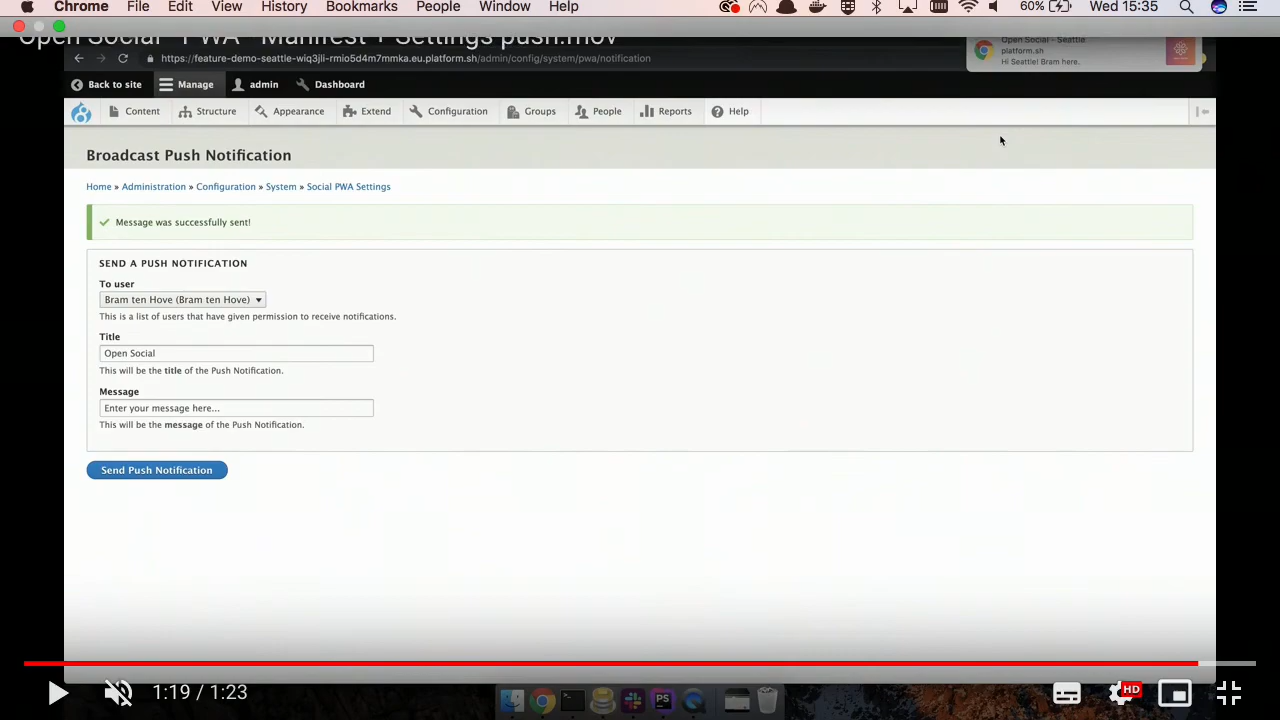 Chrome File Edit View History Bookmarks People Window Help 60% Wed 15:35
Open Social - PWA - Manifest + Settings push.mov
https://feature-demo-seattle-wiq3jli-rmio5d4m7mmka.eu.platform.sh/admin/config/system/pwa/notification
Open Social - Seattle
platform.sh
Hi Seattle! Bram here.
Back to site Manage admin Dashboard
Content Structure Appearance Extend Configuration Groups People Reports Help
Broadcast Push Notification
Home » Administration » Configuration » System » Social PWA Settings
Message was successfully sent!
SEND A PUSH NOTIFICATION
To user
Bram ten Hove (Bram ten Hove)
This is a list of users that have given permission to receive notifications.
Title
Open Social
This will be the title of the Push Notification.
Message
Enter your message here...
This will be the message of the Push Notification.
Send Push Notification
1:19 / 1:23
HD
PS